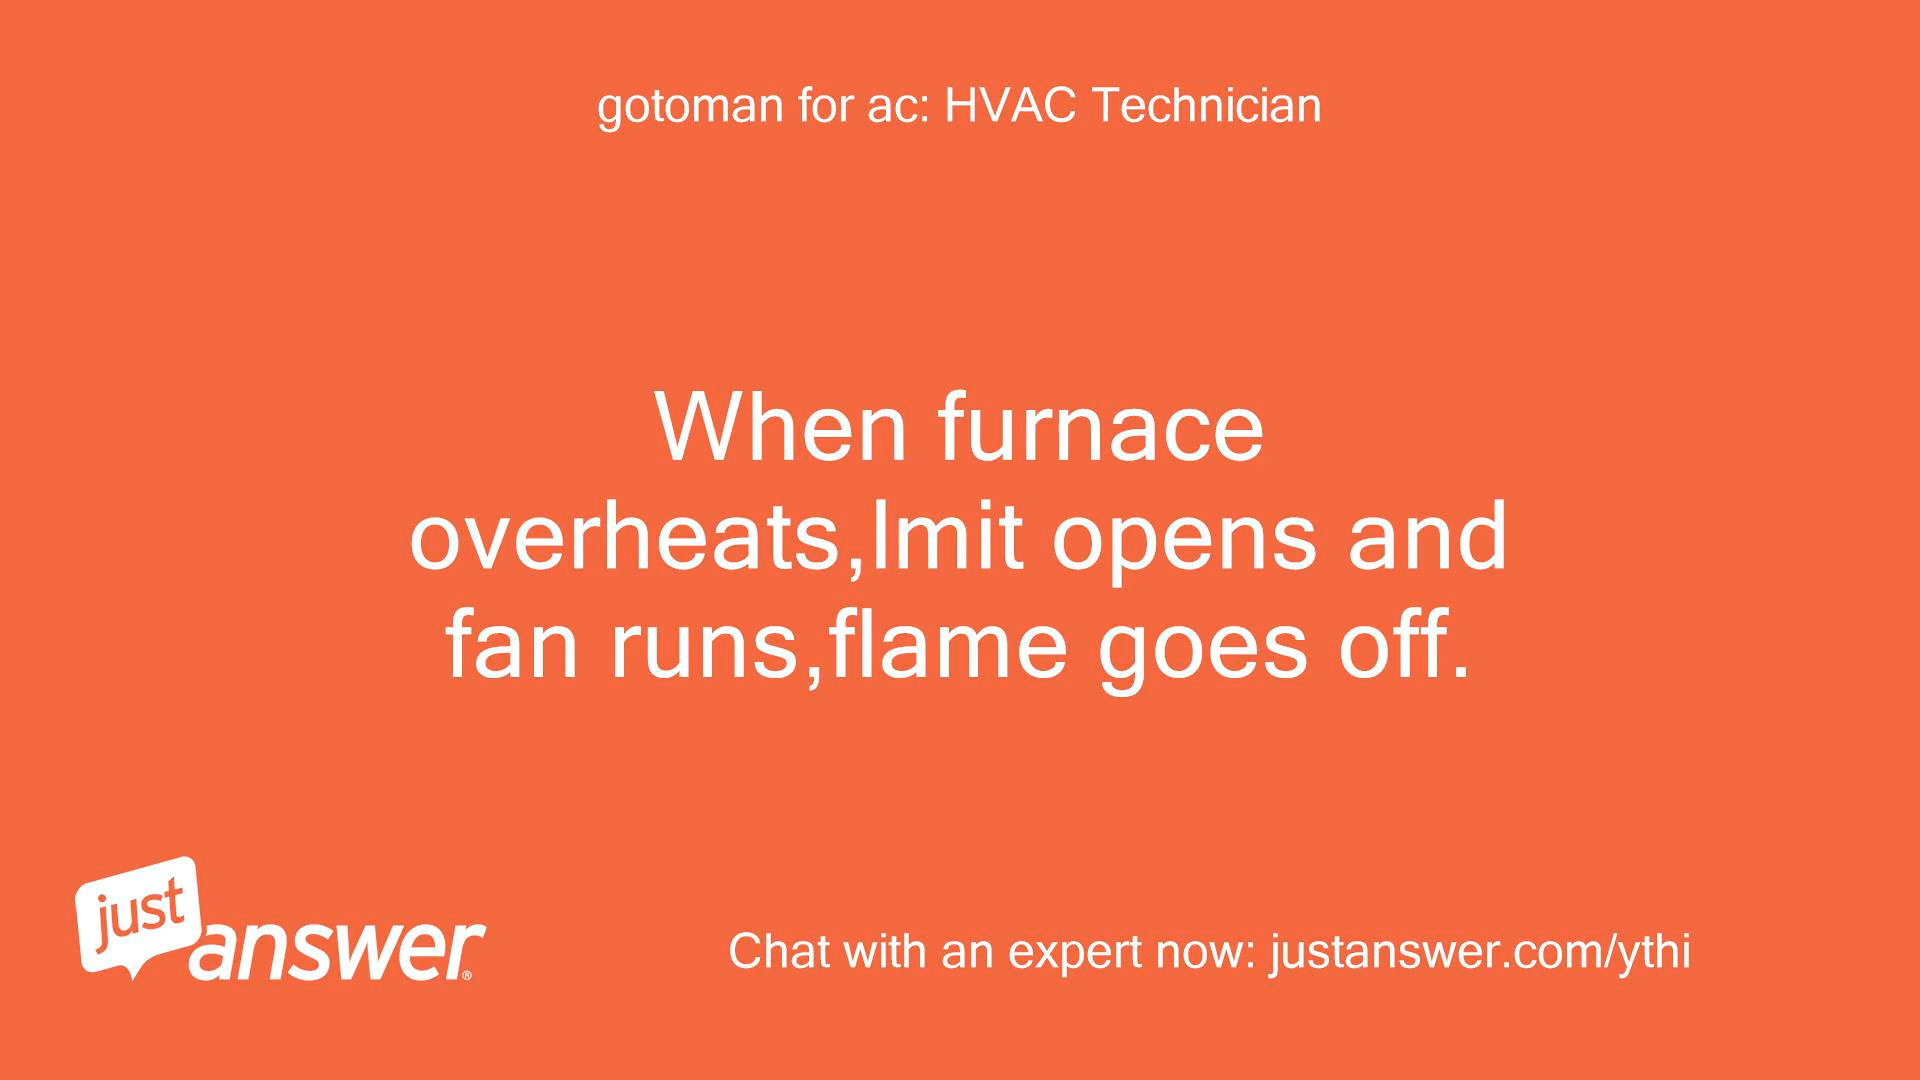 gotoman for ac: HVAC Technician
When furnace
overheats,lmit opens and
fan runs,flame goes off.
just
answer®
Chat with an expert now: justanswer.com/ythi